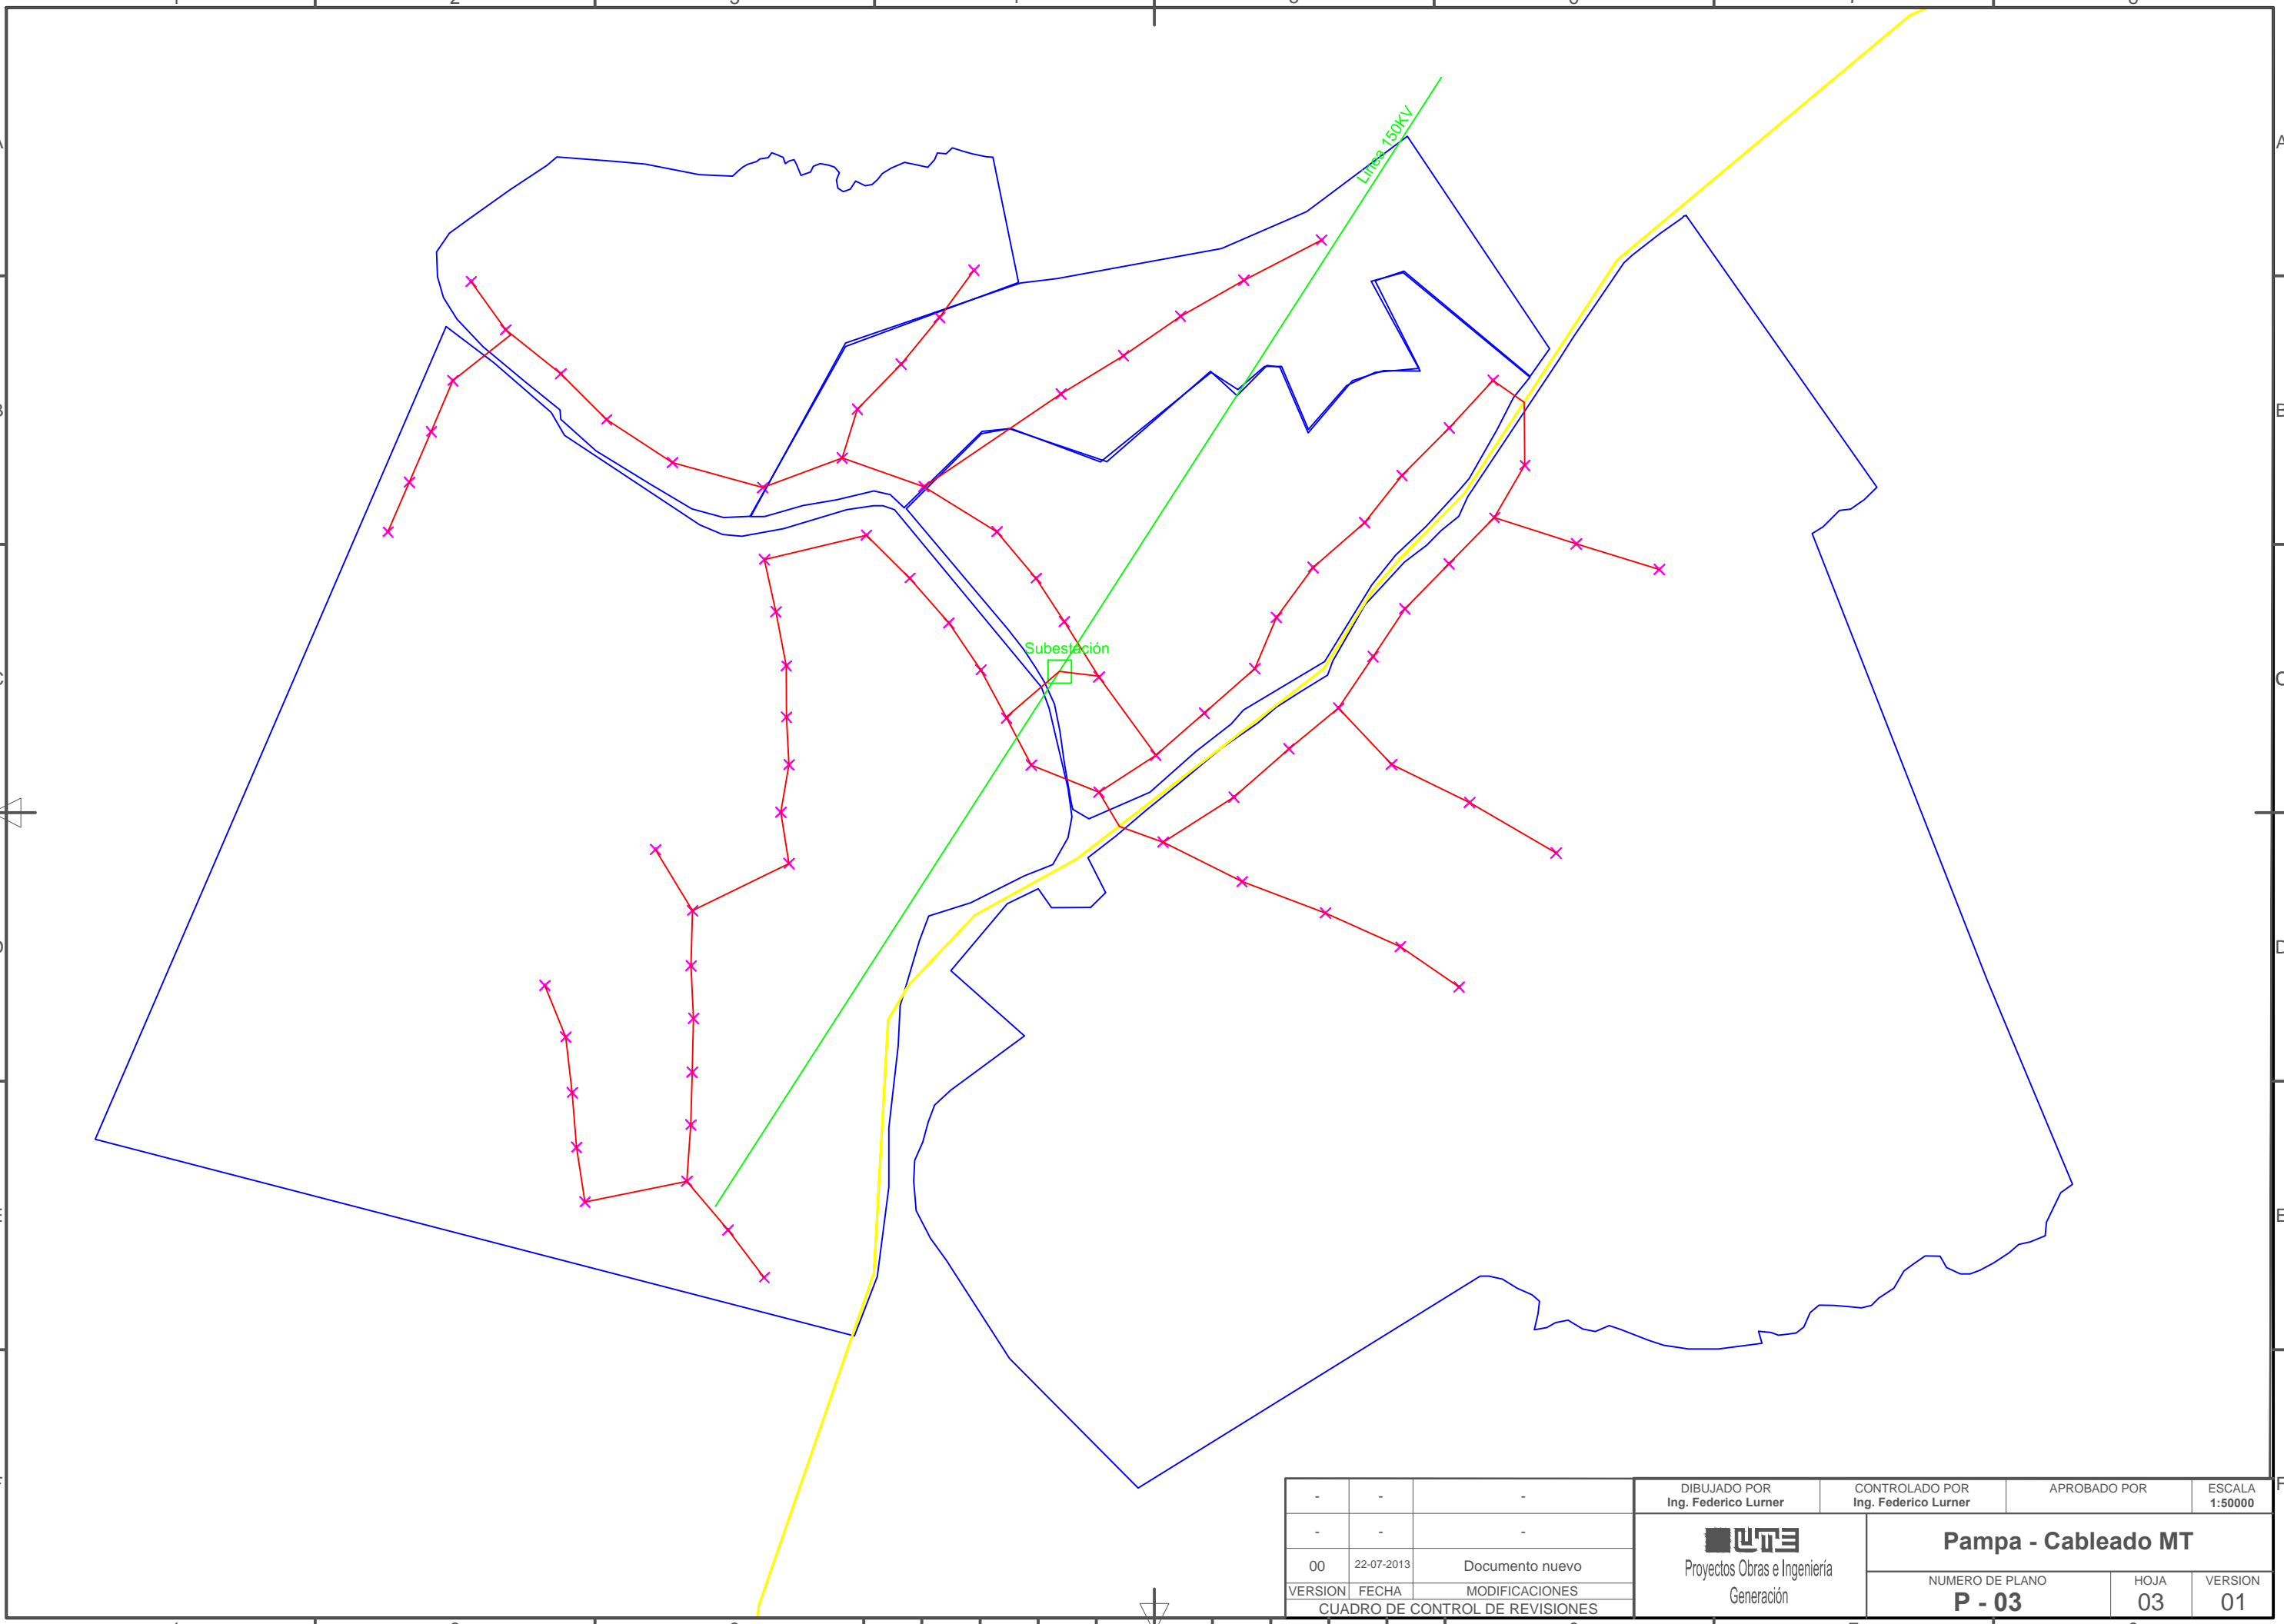 Linea 150KV
Subestación
- - -
- - -
00 22-07-2013 Documento nuevo
VERSION FECHA MODIFICACIONES
CUADRO DE CONTROL DE REVISIONES
DIBUJADO POR
Ing. Federico Lurner
CONTROLADO POR
Ing. Federico Lurner
APROBADO POR
ESCALA
1:50000
UTE
Proyectos Obras e Ingeniería
Generación
Pampa - Cableado MT
NUMERO DE PLANO
P - 03
HOJA
03
VERSION
01
A
B
C
D
E
F